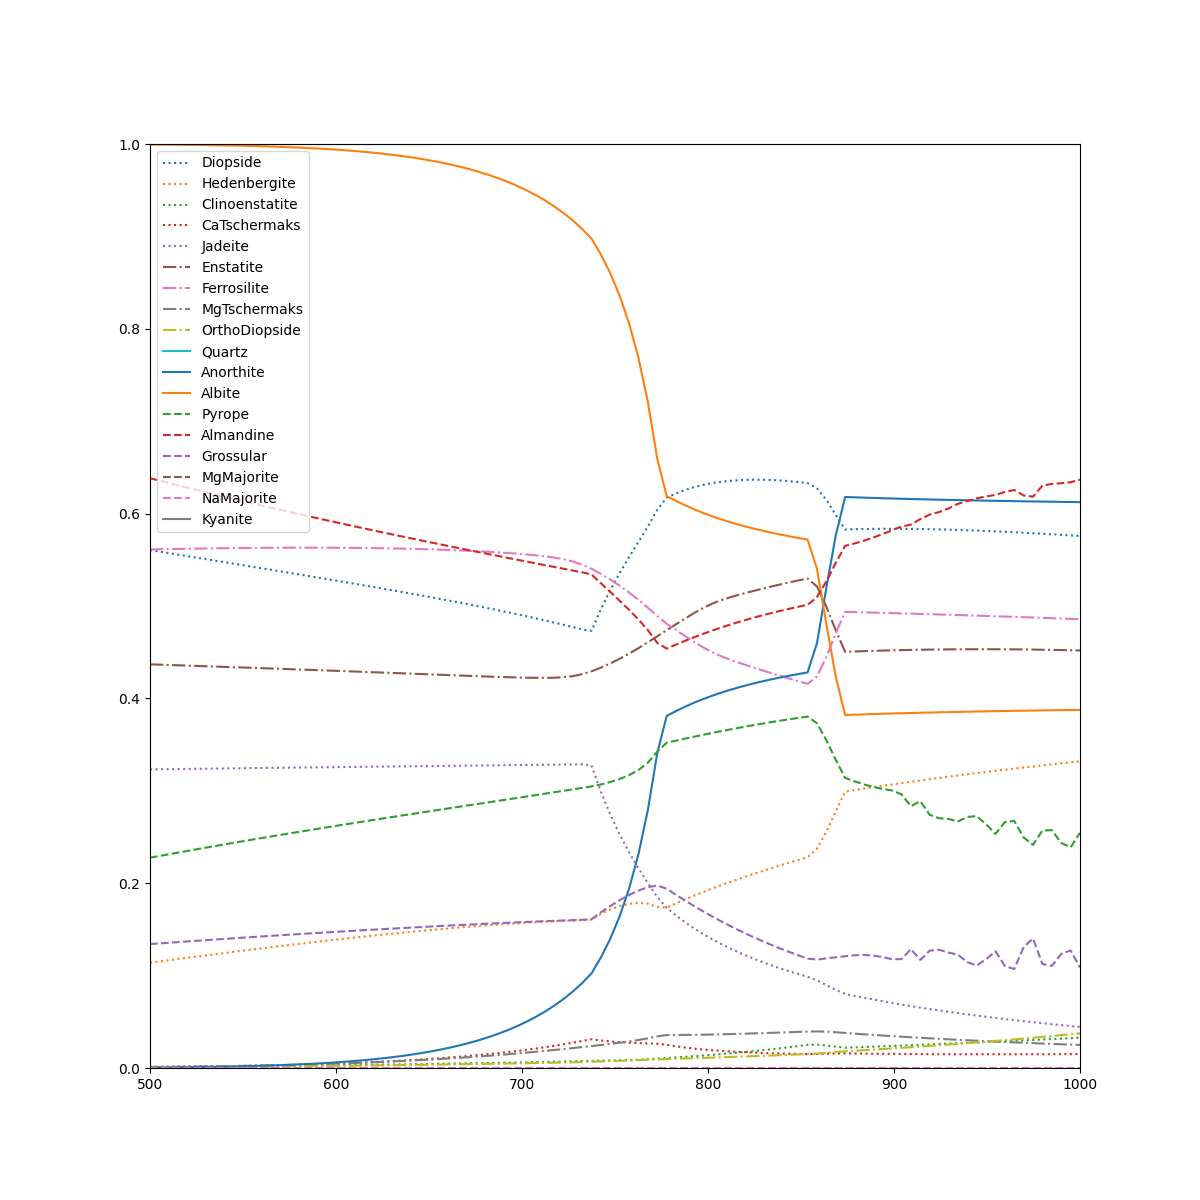 1.0
0.8
0.6
0.4
0.2
0.0
Diopside
Hedenbergite
Clinoenstatite
CaTschermaks
Jadeite
Enstatite
Ferrosilite
MgTschermaks
OrthoDiopside
Quartz
Anorthite
Albite
Pyrope
Almandine
Grossular
MgMajorite
NaMajorite
Kyanite
500 600 700 800 900 1000